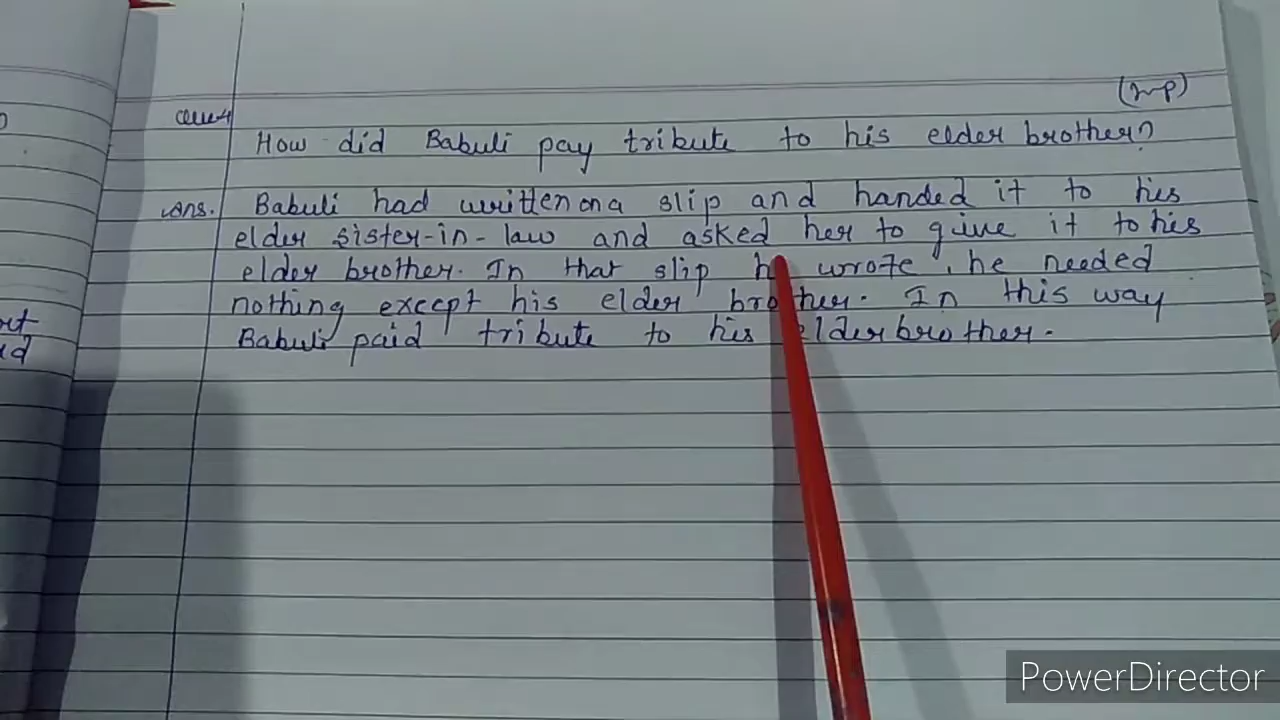 (Imp)
Ques
How did Babuli pay tribute to his elder brother?
Ans. Babuli had written on a slip and handed it to his
elder sister-in-law and asked her to give it to his
elder brother. In that slip wrote, he needed
nothing except his elder brother. In this way
Babuli paid tribute to his elder brother.
PowerDirector